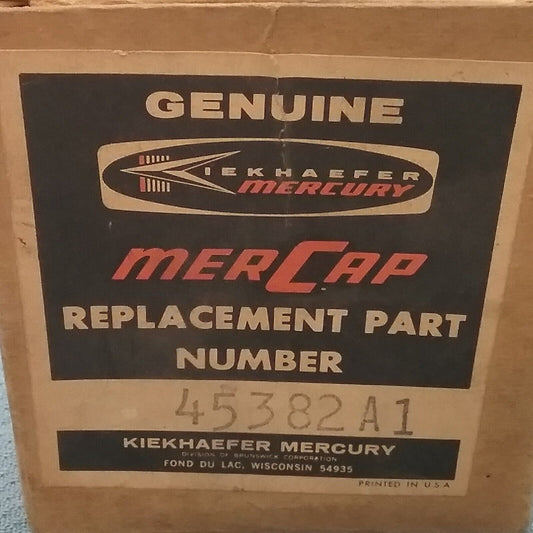 GENUINE
KIEKHAEFER
MERCURY
MERCAP
REPLACEMENT PART
NUMBER
45382A1
KIEKHAEFER MERCURY
DIVISION OF BRUNSWICK CORPORATION
FOND DU LAC, WISCONSIN 54935
PRINTED IN U.S.A